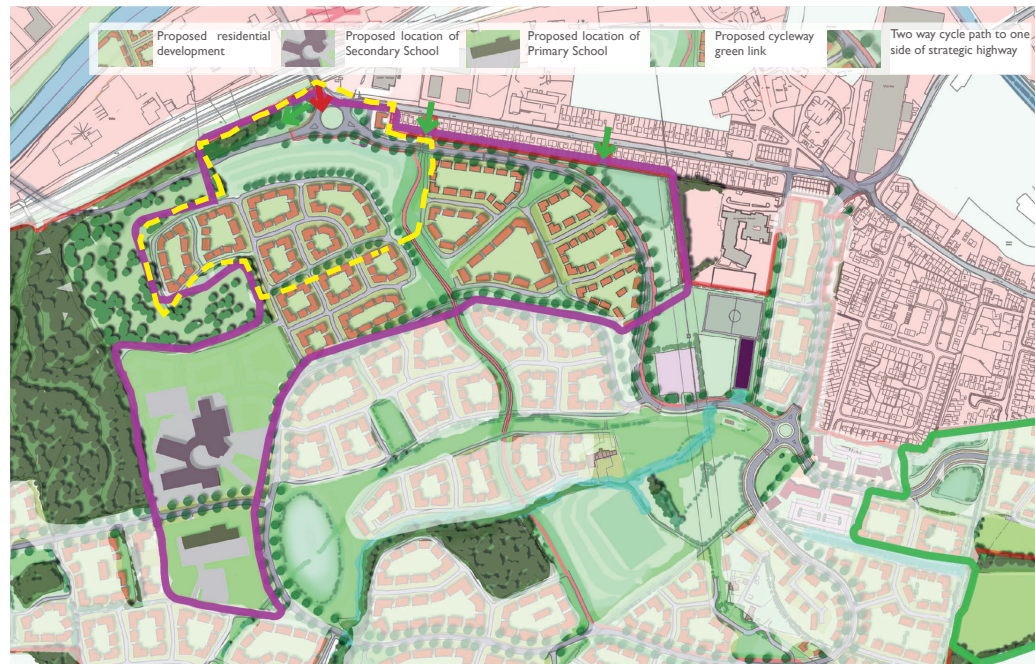 Proposed residential
development
Proposed location of
Secondary School
Proposed location of
Primary School
Proposed cycleway
green link
Two way cycle path to one
side of strategic highway